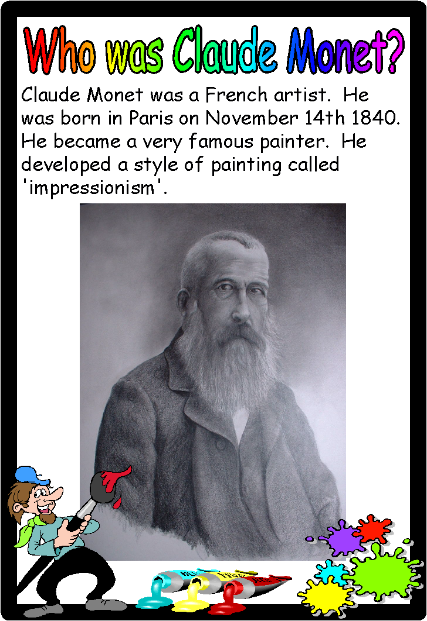 Who was Claude Monet?
Claude Monet was a French artist.  He
was born in Paris on November 14th 1840.
He became a very famous painter.  He
developed a style of painting called
'impressionism'.